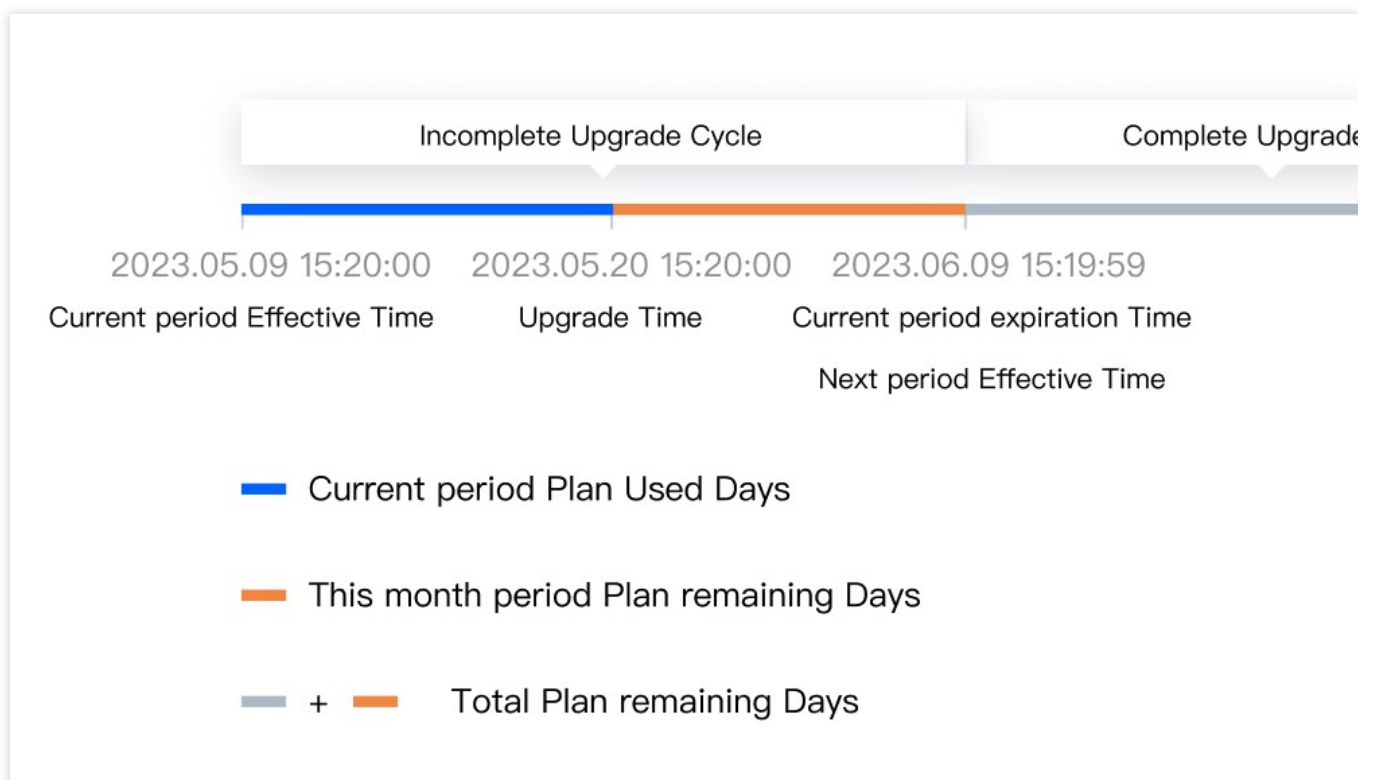 Incomplete Upgrade Cycle
Complete Upgrade
2023.05.09 15:20:00
2023.05.20 15:20:00
2023.06.09 15:19:59
Current period Effective Time
Upgrade Time
Current period expiration Time
Next period Effective Time
Current period Plan Used Days
This month period Plan remaining Days
+
Total Plan remaining Days